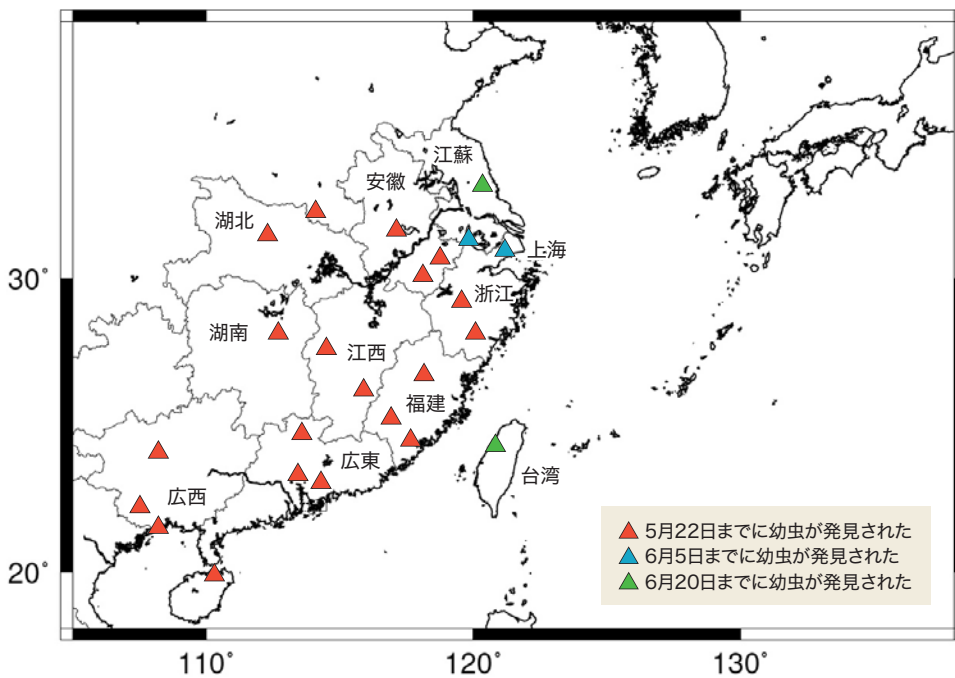 江蘇
安徽
湖北
上海
30˚
浙江
湖南
江西
福建
広東
台湾
広西
5月22日までに幼虫が発見された
6月5日までに幼虫が発見された
20˚
6月20日までに幼虫が発見された
110˚
120˚
130˚